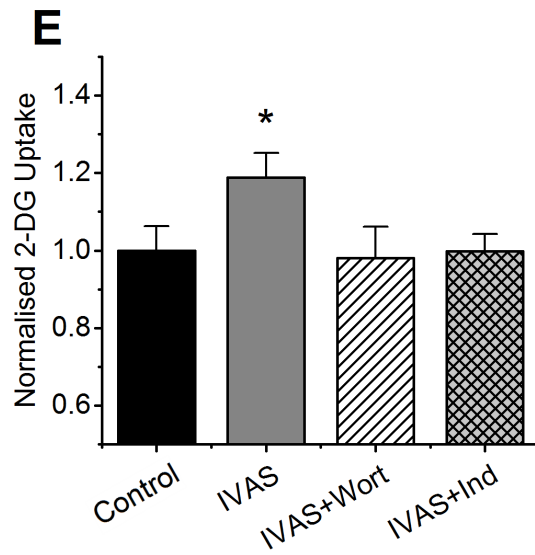 E
Normalised 2-DG Uptake
1.4
1.2
1.0
0.8
0.6
*
Control
IVAS
IVAS+Wort
IVAS+Ind